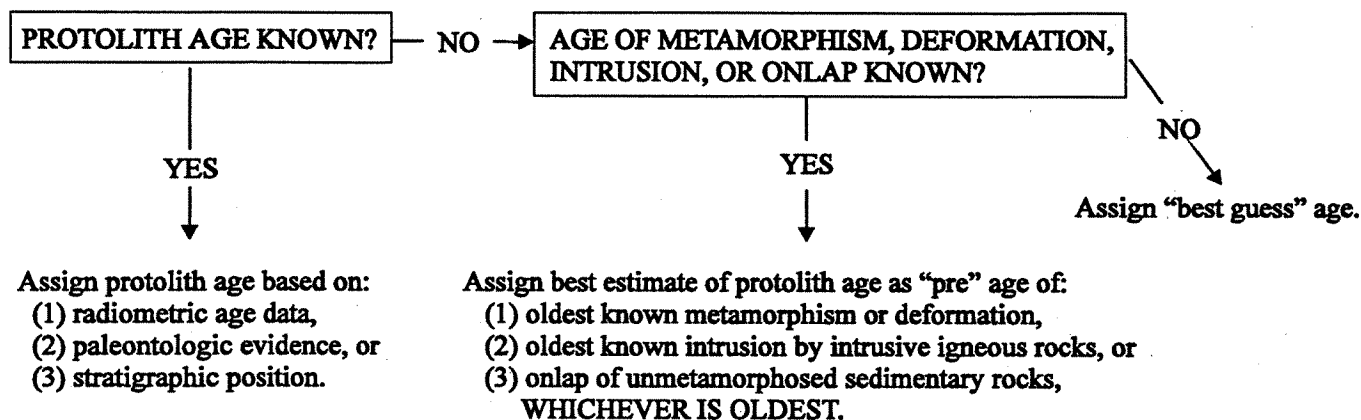 PROTOLITH AGE KNOWN?
NO
AGE OF METAMORPHISM, DEFORMATION,
INTRUSION, OR ONLAP KNOWN?
YES
YES
NO
Assign “best guess” age.
Assign protolith age based on:
(1) radiometric age data,
(2) paleontologic evidence, or
(3) stratigraphic position.
Assign best estimate of protolith age as “pre” age of:
(1) oldest known metamorphism or deformation,
(2) oldest known intrusion by intrusive igneous rocks, or
(3) onlap of unmetamorphosed sedimentary rocks,
WHICHEVER IS OLDEST.